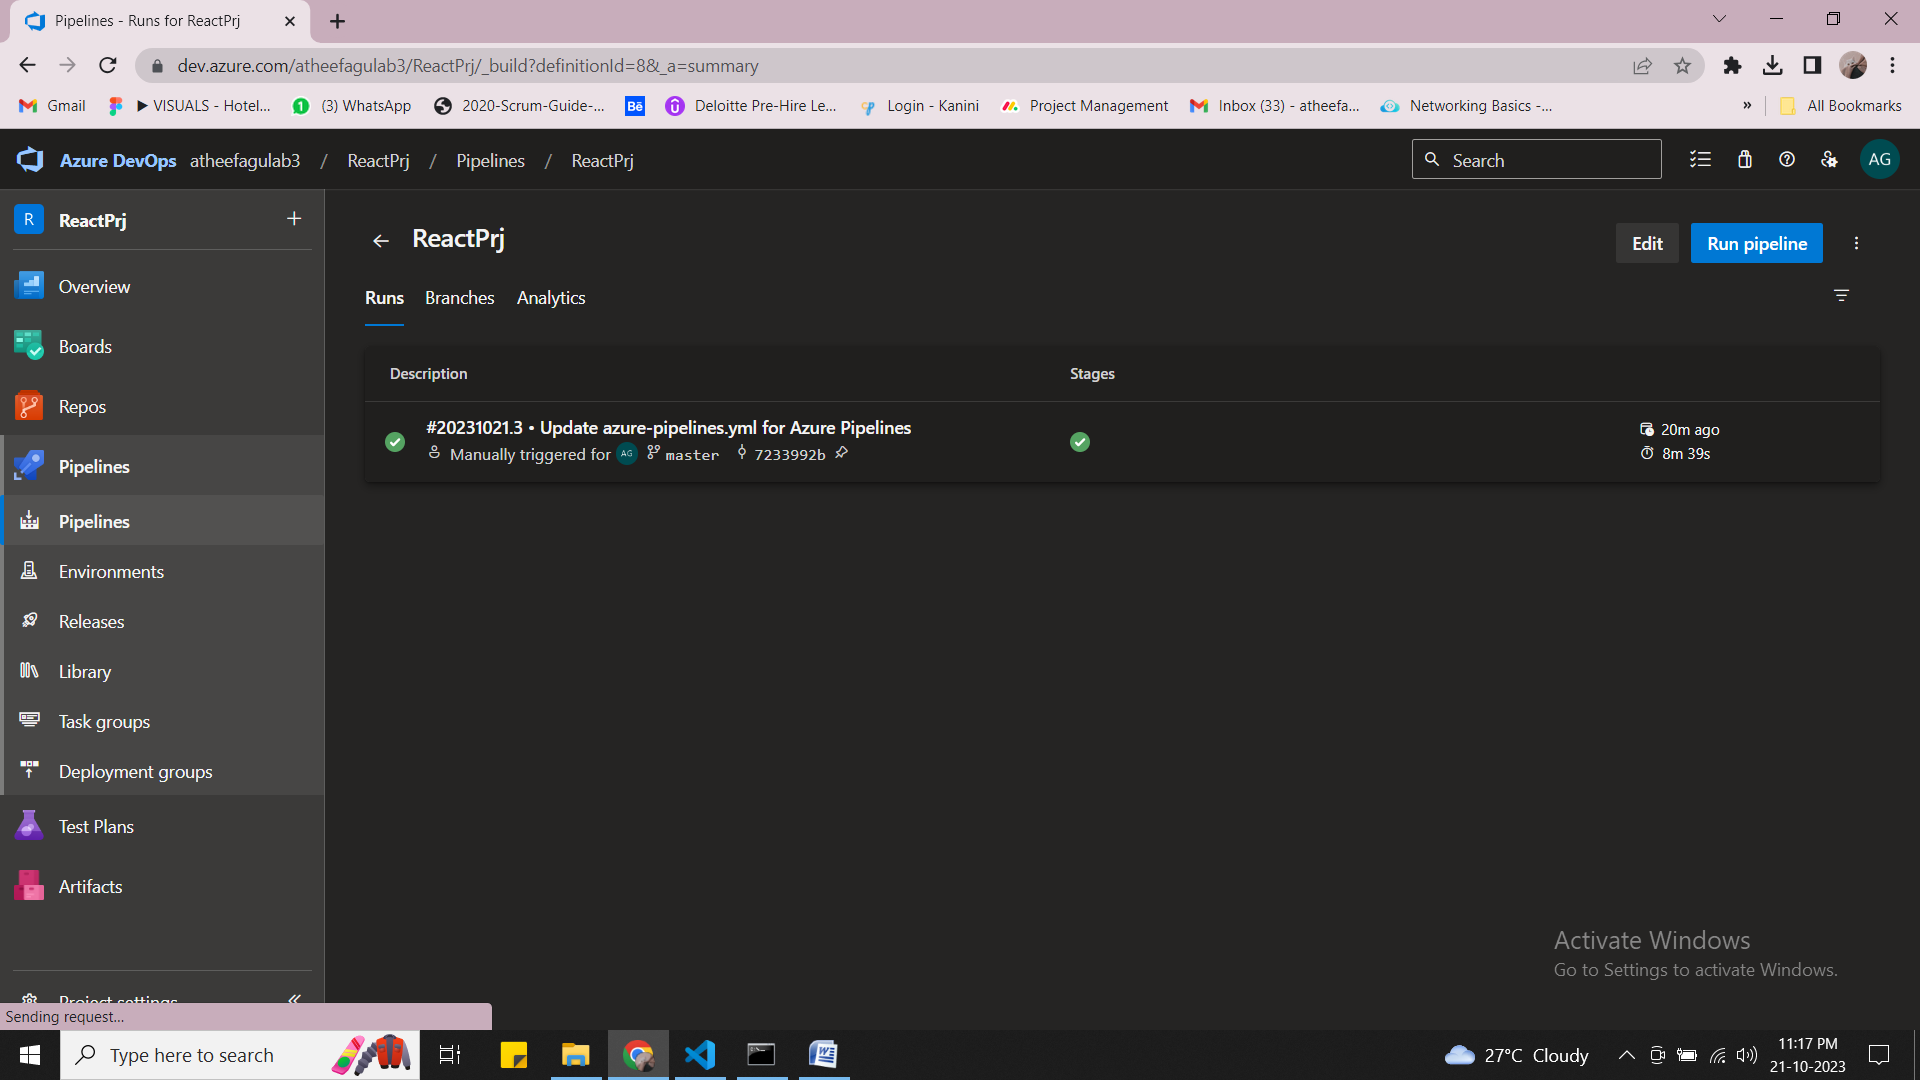 Pipelines - Runs for ReactPrj
dev.azure.com/atheefagulab3/ReactPrj/_build?definitionId=8&_a=summary
Gmail
▶ VISUALS - Hotel...
(3) WhatsApp
2020-Scrum-Guide-...
Bē
Deloitte Pre-Hire Le...
Login - Kanini
Project Management
Inbox (33) - atheefa...
Networking Basics -...
»
All Bookmarks
Azure DevOps atheefagulab3 / ReactPrj / Pipelines / ReactPrj
Search
AG
R ReactPrj
Overview
Boards
Repos
Pipelines
Pipelines
Environments
Releases
Library
Task groups
Deployment groups
Test Plans
Artifacts
Project settings
ReactPrj
Edit
Run pipeline
Runs Branches Analytics
Description Stages
#20231021.3 • Update azure-pipelines.yml for Azure Pipelines
Manually triggered for AG master 7233992b
20m ago
8m 39s
Activate Windows
Go to Settings to activate Windows.
Sending request...
Type here to search
27°C Cloudy
11:17 PM
21-10-2023